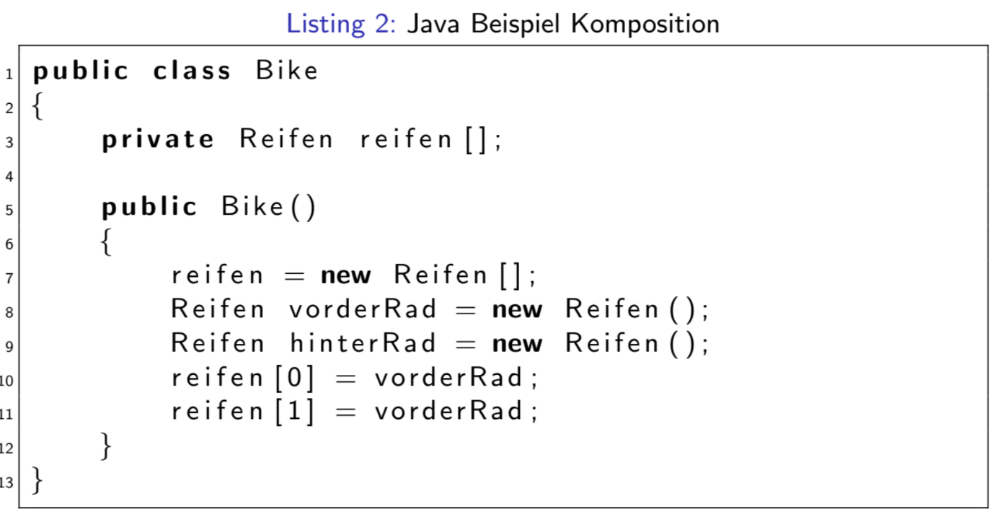 Listing 2: Java Beispiel Komposition
1 public class Bike
2 {
3 private Reifen reifen[];
4
5 public Bike()
6 {
7 reifen = new Reifen[];
8 Reifen vorderRad = new Reifen();
9 Reifen hinterRad = new Reifen();
10 reifen[0] = vorderRad;
11 reifen[1] = vorderRad;
12 }
13 }